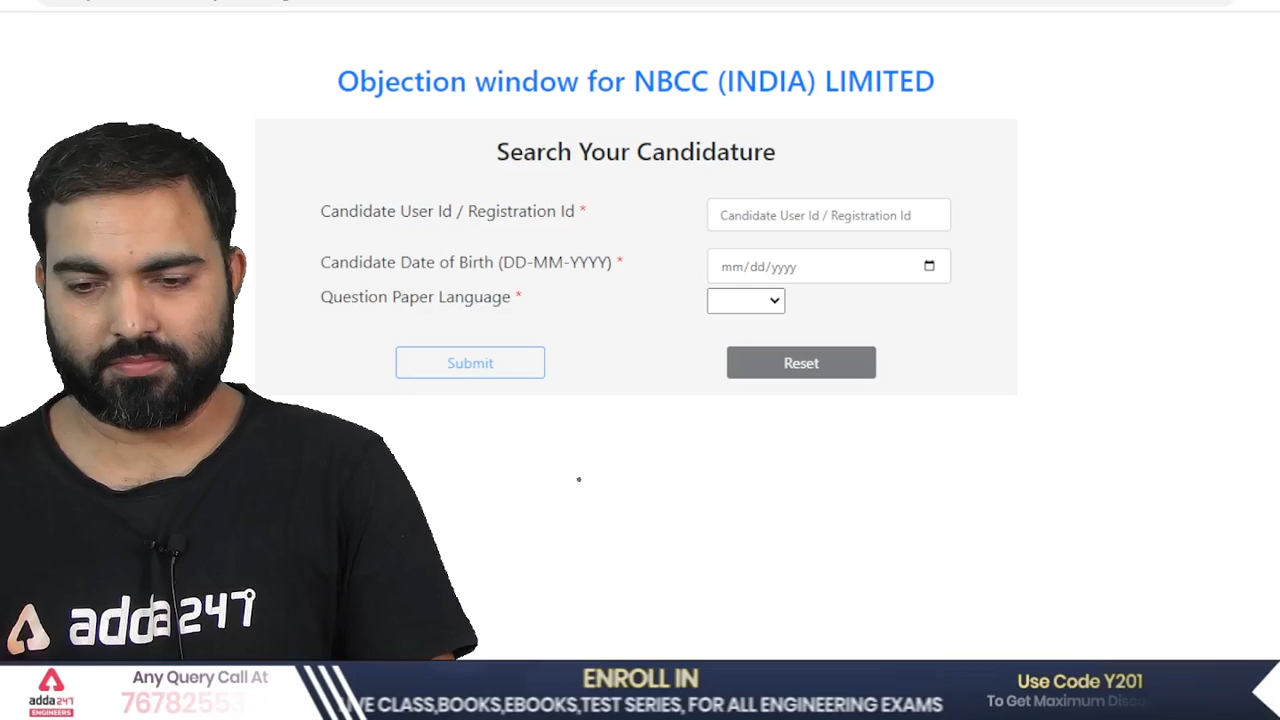 Objection window for NBCC (INDIA) LIMITED
Search Your Candidature
Candidate User Id / Registration Id *
Candidate User Id / Registration Id
Candidate Date of Birth (DD-MM-YYYY) *
mm/dd/yyyy
Question Paper Language *
Submit
Reset
adda247
Any Query Call At
ENROLL IN
CLASS,BOOKS,EBOOKS,TEST SERIES, FOR ALL ENGINEERING EXAMS
Use Code Y201
To Get Maximum
adda247
ENGINEERS